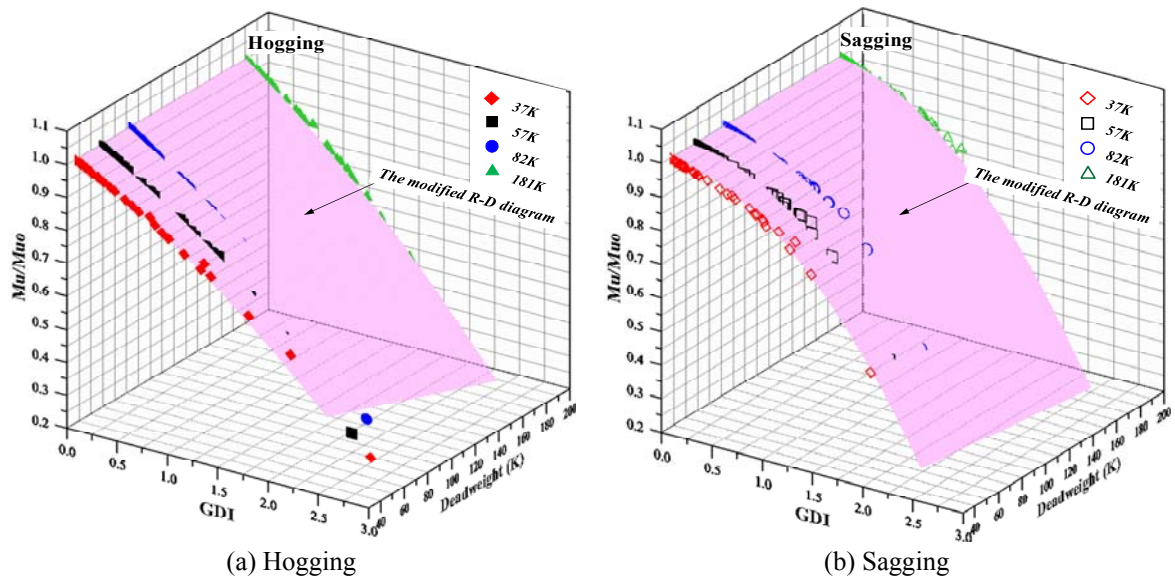 Hogging
37K
57K
82K
181K
The modified R-D diagram
Mu/Muo
1.1
1.0
0.9
0.8
0.7
0.6
0.5
0.4
0.3
0.2
0.0
0.5
1.0
1.5
2.0
2.5
3.0
GDI
40
60
80
100
120
140
160
180
200
Deadweight (K)
(a) Hogging
Sagging
37K
57K
82K
181K
The modified R-D diagram
Mu/Muo
1.1
1.0
0.9
0.8
0.7
0.6
0.5
0.4
0.3
0.2
0.0
0.5
1.0
1.5
2.0
2.5
3.0
GDI
40
60
80
100
120
140
160
180
200
Deadweight (K)
(b) Sagging